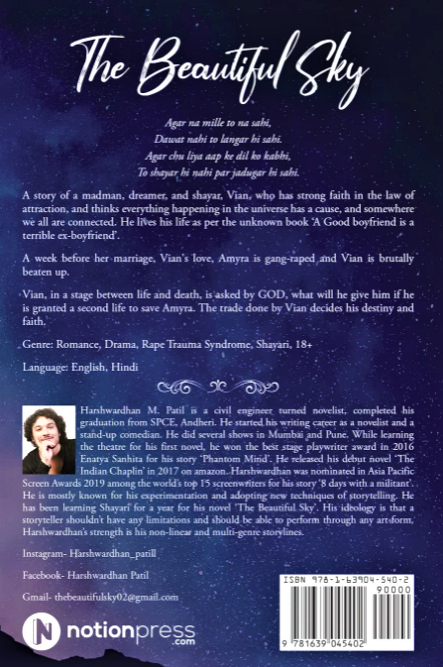 The Beautiful Sky
Agar na mille to na sahi,
Dawat nahi to langar hi sahi.
Agar chu liya aap ke dil ko kabhi,
To shayar hi nahi par jadugar hi sahi.
A story of a madman, dreamer, and shayar, Vian, who has strong faith in the law of
attraction, and thinks everything happening in the universe has a cause, and somewhere
we all are connected. He lives his life as per the unknown book ‘A Good boyfriend is a
terrible ex-boyfriend’.
A week before her marriage, Vian’s love, Amyra is gang-raped and Vian is brutally
beaten up.
Vian, in a stage between life and death, is asked by GOD, what will he give him if he
is granted a second life to save Amyra. The trade done by Vian decides his destiny and
faith.
Genre: Romance, Drama, Rape Trauma Syndrome, Shayari, 18+
Language: English, Hindi
Harshwardhan M. Patil is a civil engineer turned novelist, completed his
graduation from SPCE, Andheri. He started his writing career as a novelist and a
stand-up comedian. He did several shows in Mumbai and Pune. While learning
the theatre for his first novel, he won the best stage playwriter award in 2016
Enatya Sanhita for his story ‘Phantom Mind’. He released his debut novel ‘The
Indian Chaplin’ in 2017 on amazon. Harshwardhan was nominated in Asia Pacific
Screen Awards 2019 among the world’s top 15 screenwriters for his story ‘8 days with a militant’.
He is mostly known for his experimentation and adopting new techniques of storytelling. He
has been learning Shayari for a year for his novel ‘The Beautiful Sky’. His ideology is that a
storyteller shouldn’t have any limitations and should be able to perform through any art-form.
Harshwardhan’s strength is his non-linear and multi-genre storylines.
Instagram- Harshwardhan_patill
Facebook- Harshwardhan Patil
Gmail- thebeautifulsky02@gmail.com
ISBN 978-1-63904-540-2
90000
9 781639 045402
N notionpress
.com